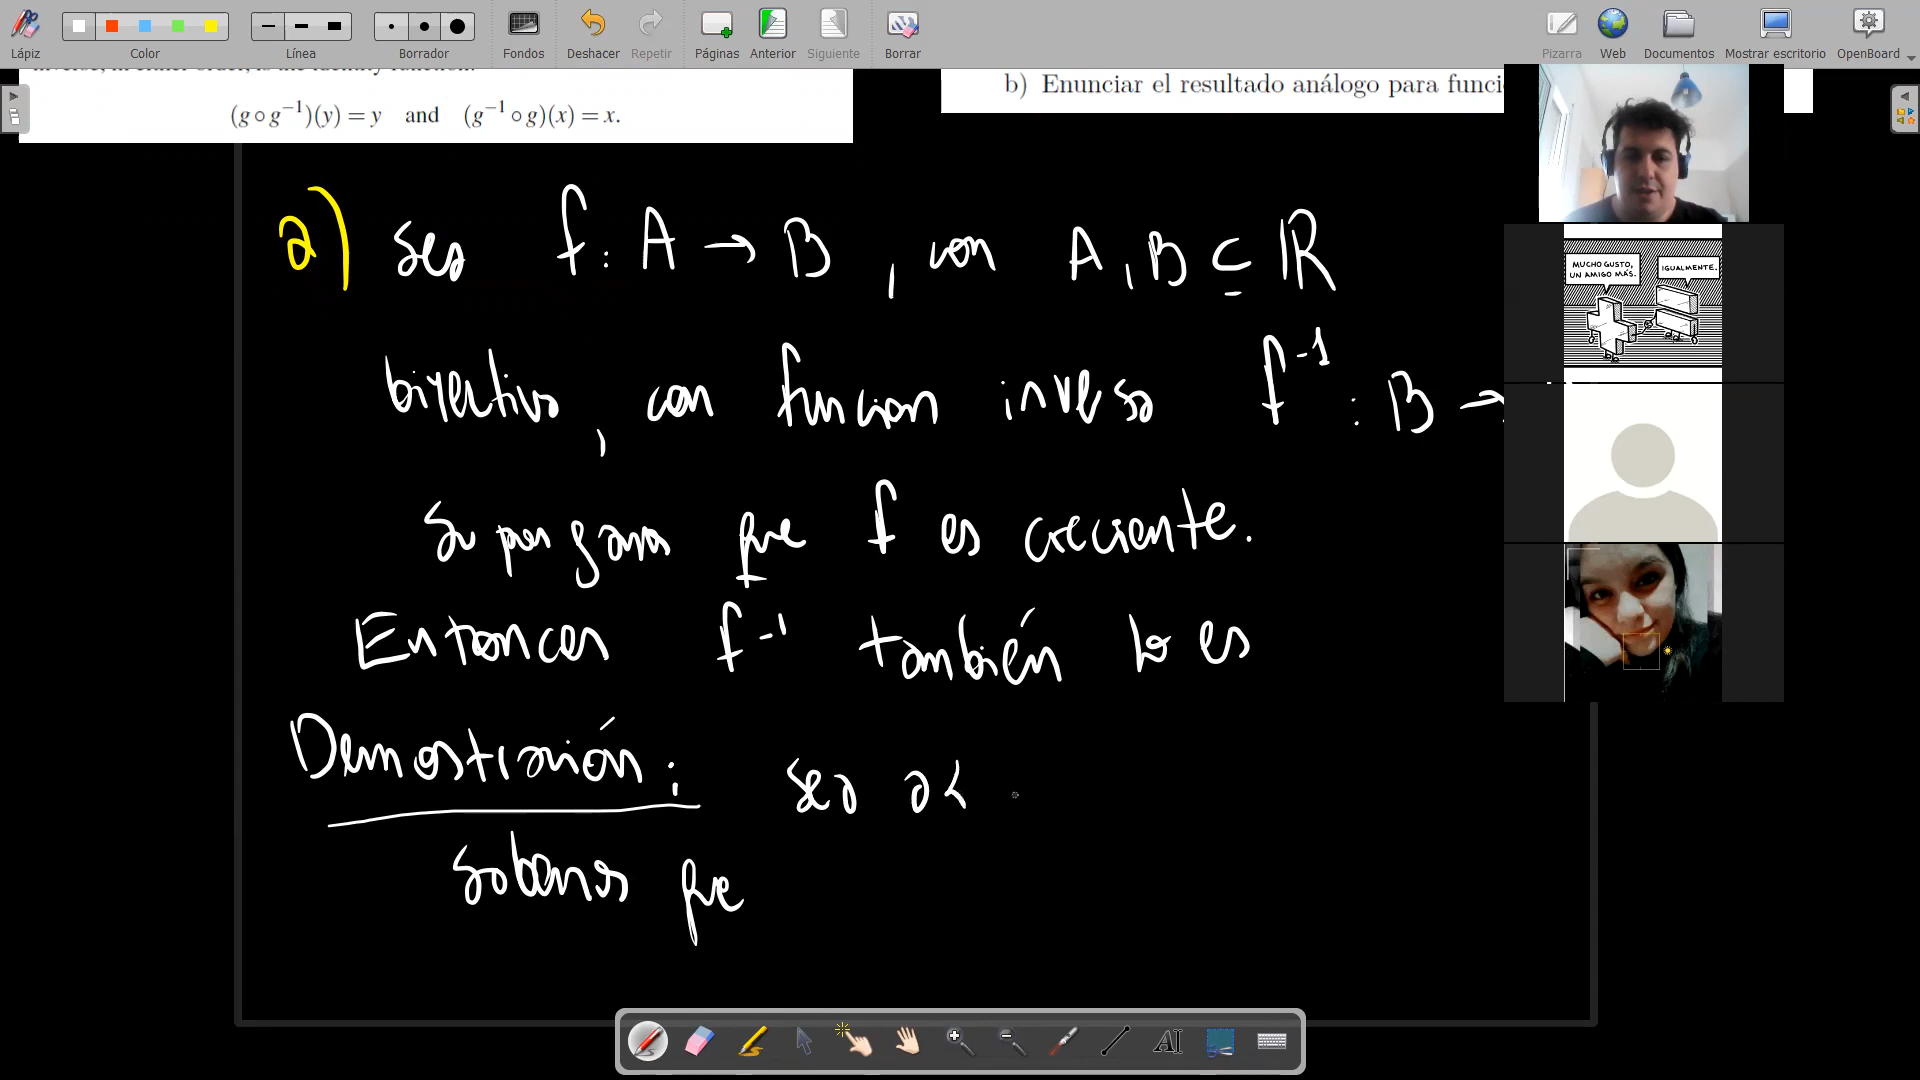 Lápiz Color Línea Borrador Fondos Deshacer Repetir Páginas Anterior Siguiente Borrar Pizarra Web Documentos Mostrar escritorio OpenBoard
(g∘g⁻¹)(y) = y and (g⁻¹∘g)(x) = x.
b) Enunciar el resultado análogo para funci
MUCHO GUSTO,
UN AMIGO MÁS.
IGUALMENTE.
a) sea f: A → B, con A, B ⊆ ℝ
biyectiva, con funcion inversa f⁻¹: B →
Supongamos que f es creciente.
Entonces f⁻¹ también lo es
Demostración: sea a <
sabemos que